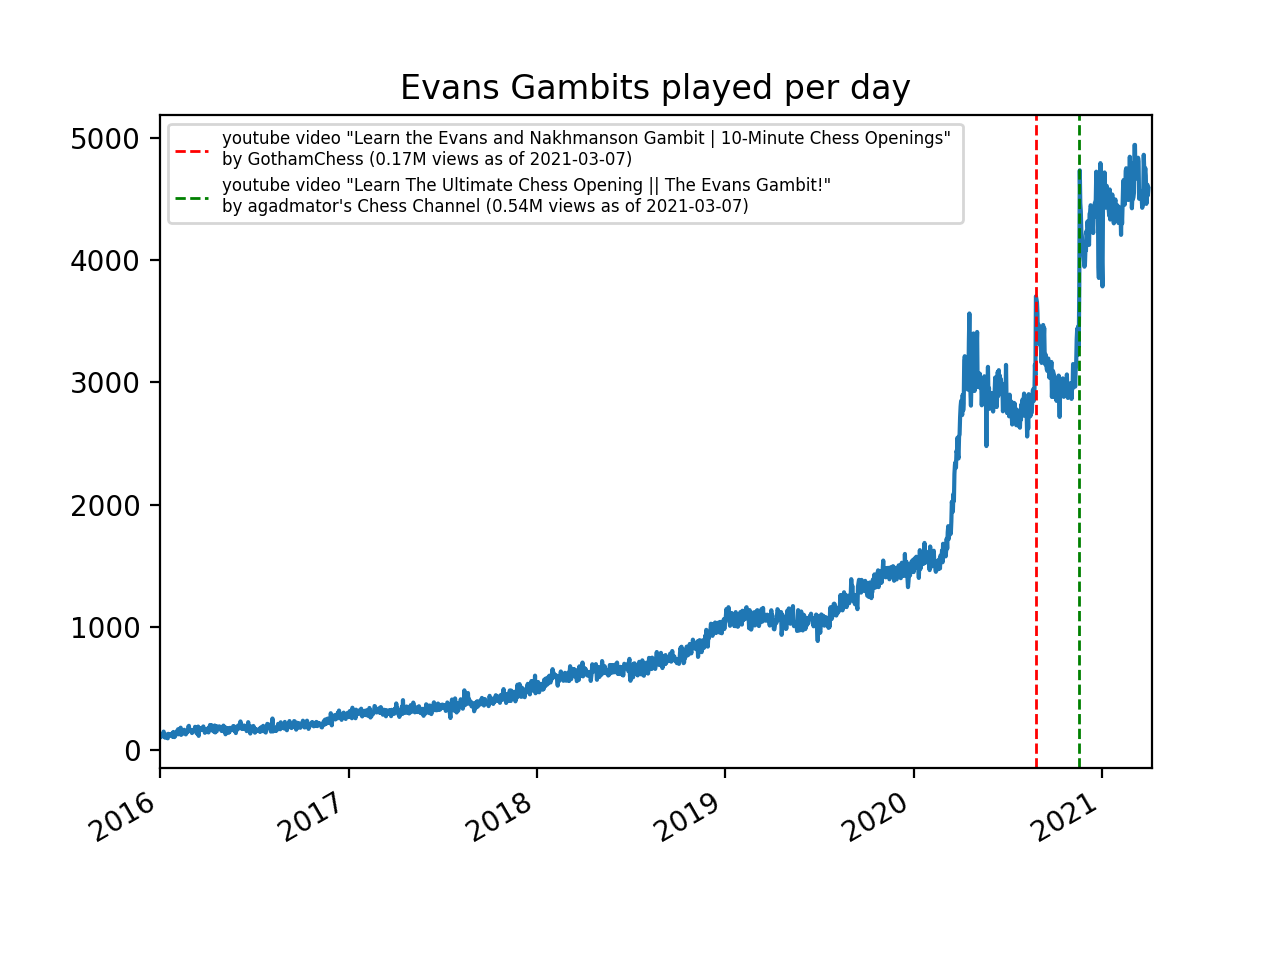 Evans Gambits played per day
youtube video "Learn the Evans and Nakhmanson Gambit | 10-Minute Chess Openings"
by GothamChess (0.17M views as of 2021-03-07)
youtube video "Learn The Ultimate Chess Opening || The Evans Gambit!"
by agadmator's Chess Channel (0.54M views as of 2021-03-07)
5000
4000
3000
2000
1000
0
2016
2017
2018
2019
2020
2021